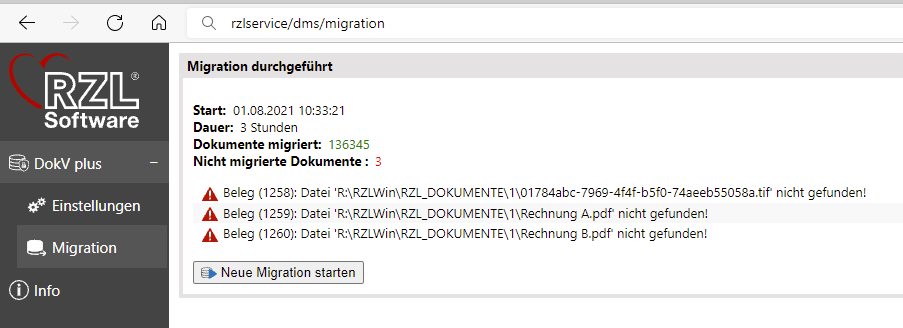 rzlservice/dms/migration
RZL®
Software
DokV plus
Einstellungen
Migration
Info
Migration durchgeführt
Start: 01.08.2021 10:33:21
Dauer: 3 Stunden
Dokumente migriert: 136345
Nicht migrierte Dokumente : 3
Beleg (1258): Datei 'R:\RZLWin\RZL_DOKUMENTE\1\01784abc-7969-4f4f-b5f0-74aeeb55058a.tif' nicht gefunden!
Beleg (1259): Datei 'R:\RZLWin\RZL_DOKUMENTE\1\Rechnung A.pdf' nicht gefunden!
Beleg (1260): Datei 'R:\RZLWin\RZL_DOKUMENTE\1\Rechnung B.pdf' nicht gefunden!
Neue Migration starten